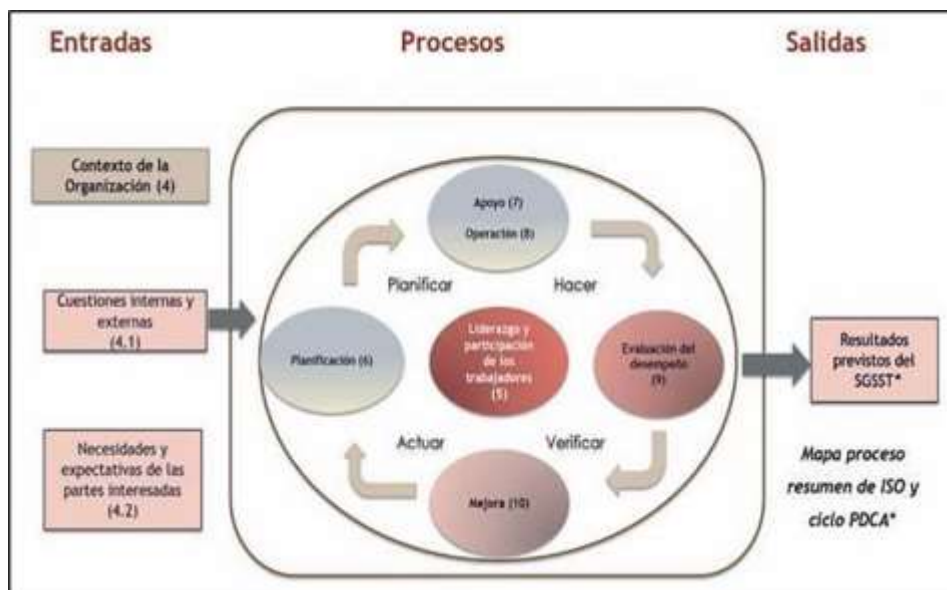 Entradas
Procesos
Salidas
Contexto de la
Organización (4)
Cuestiones internas y
externas
(4.1)
Necesidades y
expectativas de las
partes interesadas
(4.2)
Apoyo (7)
Operación (8)
Planificar
Hacer
Planificación (6)
Liderazgo y
participación
de los
trabajadores
(5)
Evaluación del
desempeño
(9)
Actuar
Verificar
Mejora (10)
Resultados
previstos del
SGSST*
Mapa proceso
resumen de ISO y
ciclo PDCA*